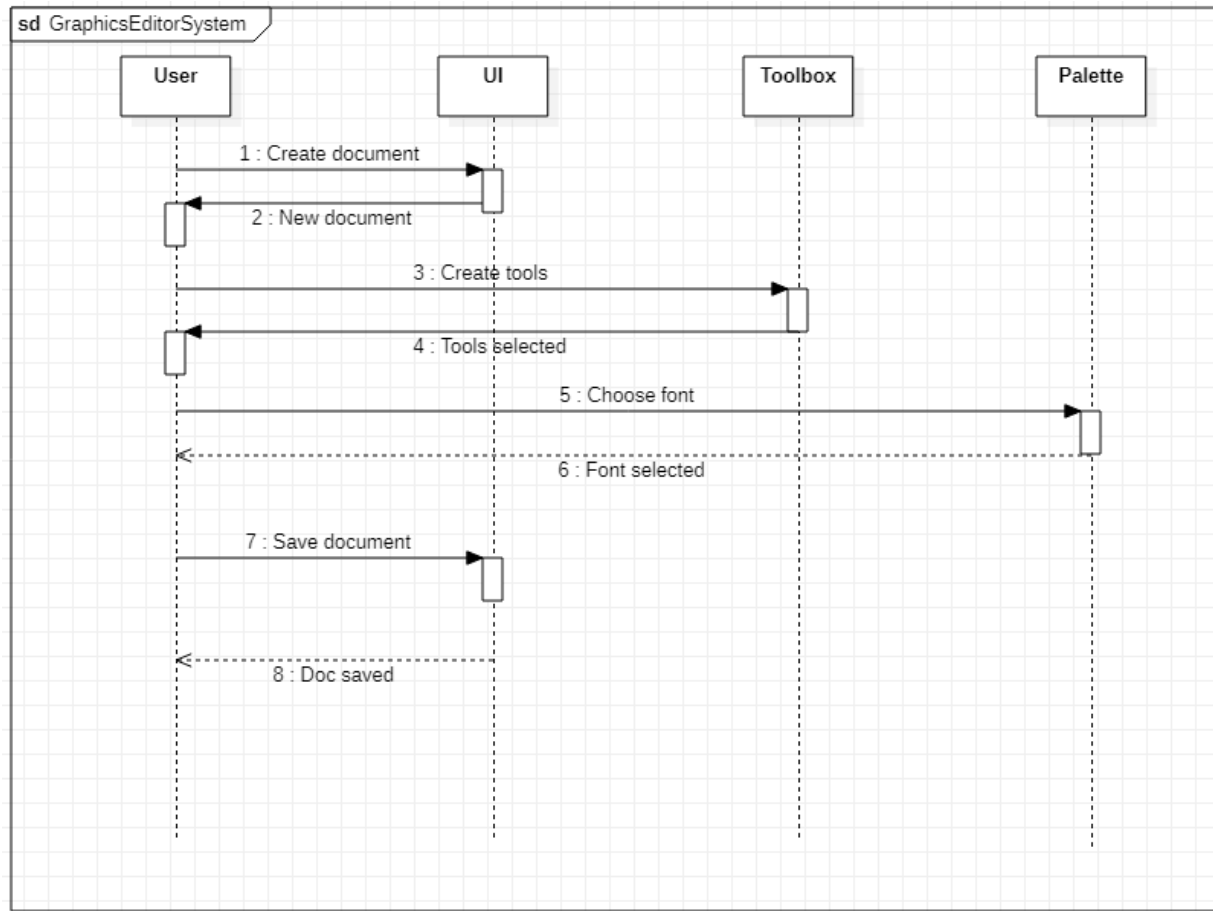 sd GraphicsEditorSystem
User
UI
Toolbox
Palette
1 : Create document
2 : New document
3 : Create tools
4 : Tools selected
5 : Choose font
6 : Font selected
7 : Save document
8 : Doc saved